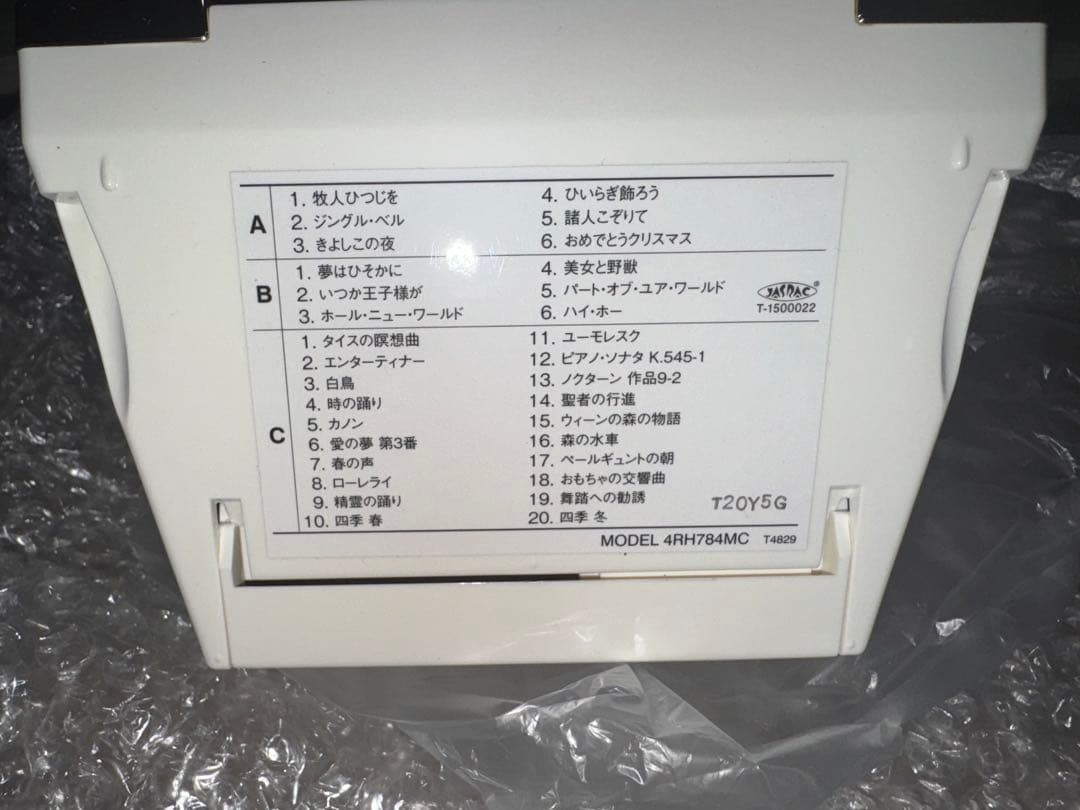 A
1. 牧人ひつじを
2. ジングル・ベル
3. きよしこの夜
4. ひいらぎ飾ろう
5. 諸人こぞりて
6. おめでとうクリスマス
B
1. 夢はひそかに
2. いつか王子様が
3. ホール・ニュー・ワールド
4. 美女と野獣
5. パート・オブ・ユア・ワールド
6. ハイ・ホー
JASRAC®
T-1500022
C
1. タイスの瞑想曲
2. エンターティナー
3. 白鳥
4. 時の踊り
5. カノン
6. 愛の夢 第3番
7. 春の声
8. ローレライ
9. 精霊の踊り
10. 四季 春
11. ユーモレスク
12. ピアノ・ソナタ K.545-1
13. ノクターン 作品9-2
14. 聖者の行進
15. ウィーンの森の物語
16. 森の水車
17. ペールギュントの朝
18. おもちゃの交響曲
19. 舞踏への勧誘
20. 四季 冬
T20Y5G
MODEL 4RH784MC T4829